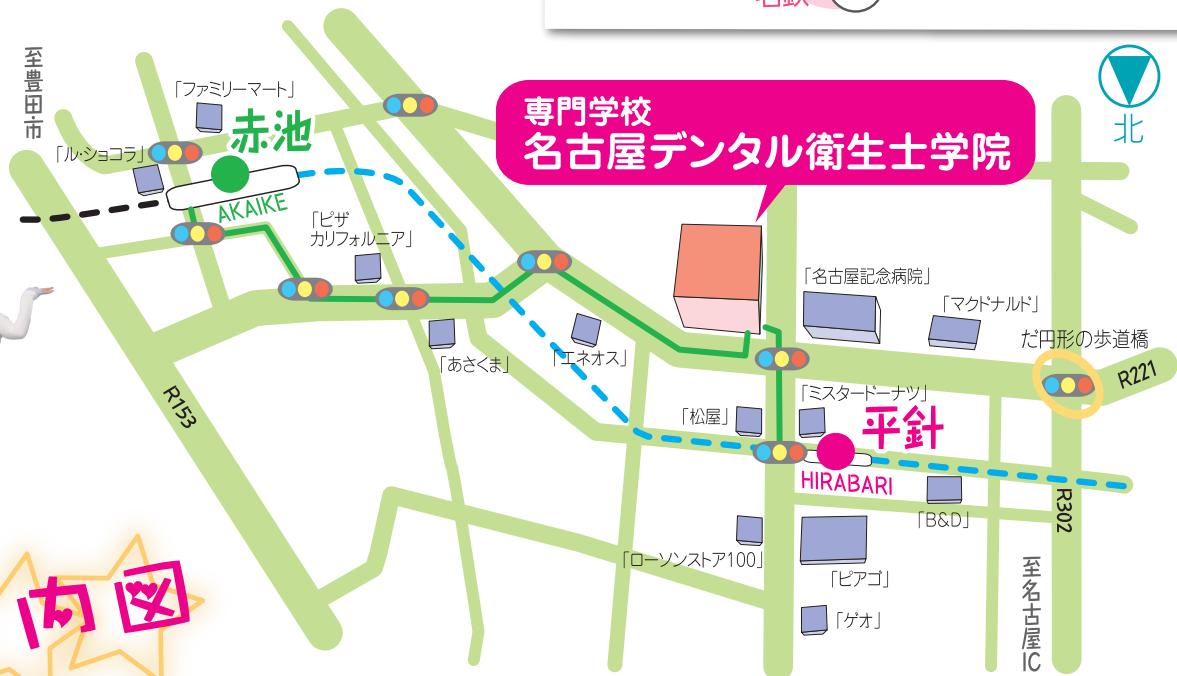 名鉄
至豊田市
「ファミリーマート」
赤池
AKAIKE
「ル・ショコラ」
専門学校
名古屋デンタル衛生士学院
北
「ピザ
カリフォルニア」
「名古屋記念病院」
「マクドナルド」
だ円形の歩道橋
R221
「あさくま」
「エネオス」
R153
「松屋」
「ミスタードーナツ」
平針
HIRABARI
「B&D」
R302
「ローソンストア100」
「ピアゴ」
「ゲオ」
至名古屋IC
内図